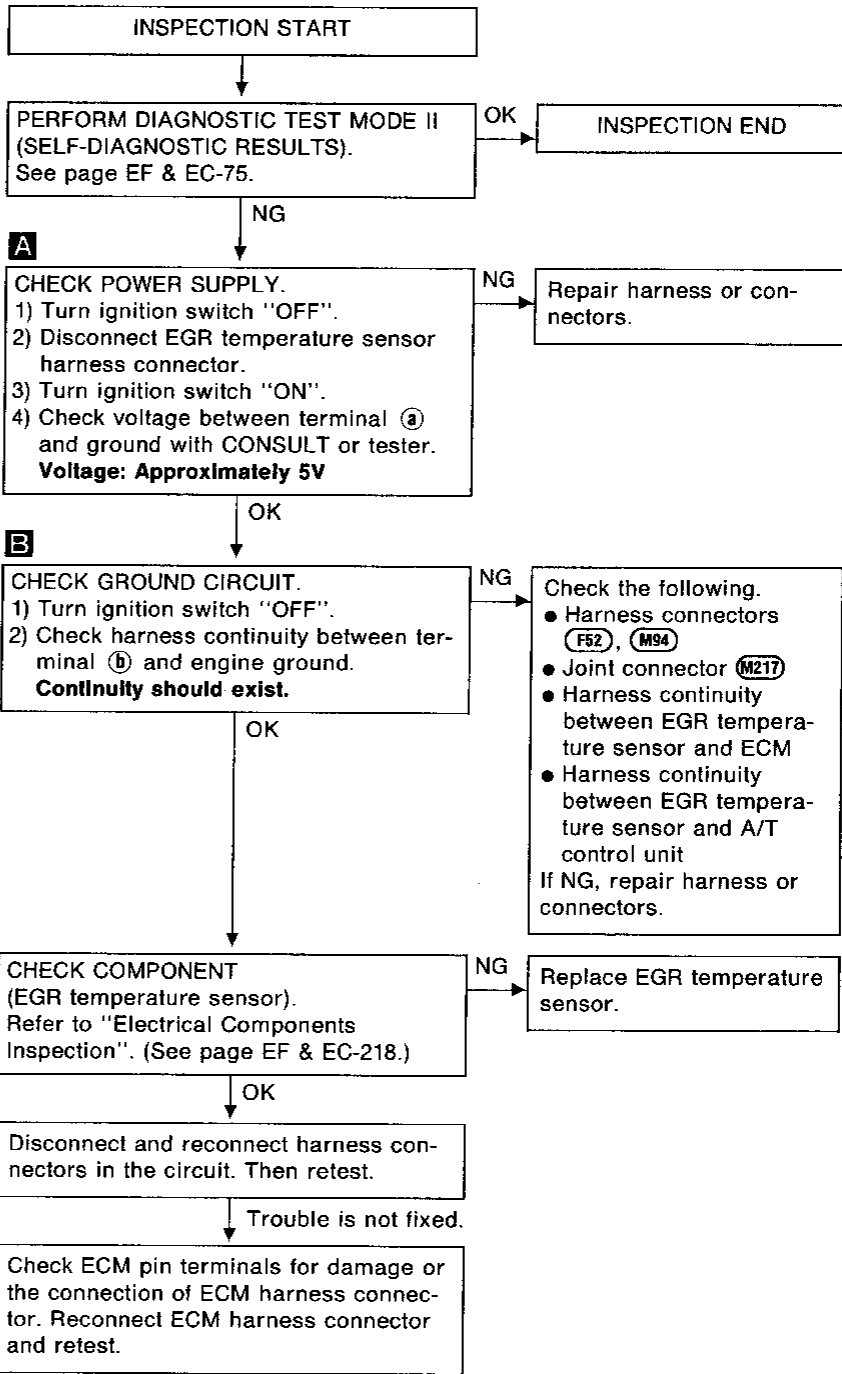 INSPECTION START
PERFORM DIAGNOSTIC TEST MODE II
(SELF-DIAGNOSTIC RESULTS).
See page EF & EC-75.
OK
INSPECTION END
NG
A
CHECK POWER SUPPLY.
1) Turn ignition switch "OFF".
2) Disconnect EGR temperature sensor
harness connector.
3) Turn ignition switch "ON".
4) Check voltage between terminal ⓐ
and ground with CONSULT or tester.
Voltage: Approximately 5V
NG
Repair harness or con-
nectors.
OK
B
CHECK GROUND CIRCUIT.
1) Turn ignition switch "OFF".
2) Check harness continuity between ter-
minal ⓑ and engine ground.
Continuity should exist.
NG
Check the following.
● Harness connectors
F52, M94
● Joint connector M217
● Harness continuity
between EGR tempera-
ture sensor and ECM
● Harness continuity
between EGR tempera-
ture sensor and A/T
control unit
If NG, repair harness or
connectors.
OK
CHECK COMPONENT
(EGR temperature sensor).
Refer to "Electrical Components
Inspection". (See page EF & EC-218.)
NG
Replace EGR temperature
sensor.
OK
Disconnect and reconnect harness con-
nectors in the circuit. Then retest.
Trouble is not fixed.
Check ECM pin terminals for damage or
the connection of ECM harness connec-
tor. Reconnect ECM harness connector
and retest.